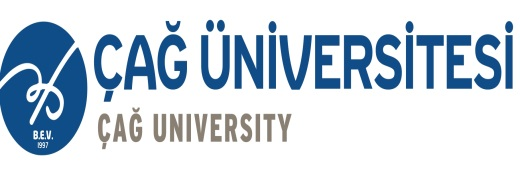 ÇAĞ ÜNİVERSİTESİ
ÇAĞ UNIVERSITY
B.E.V.
1997